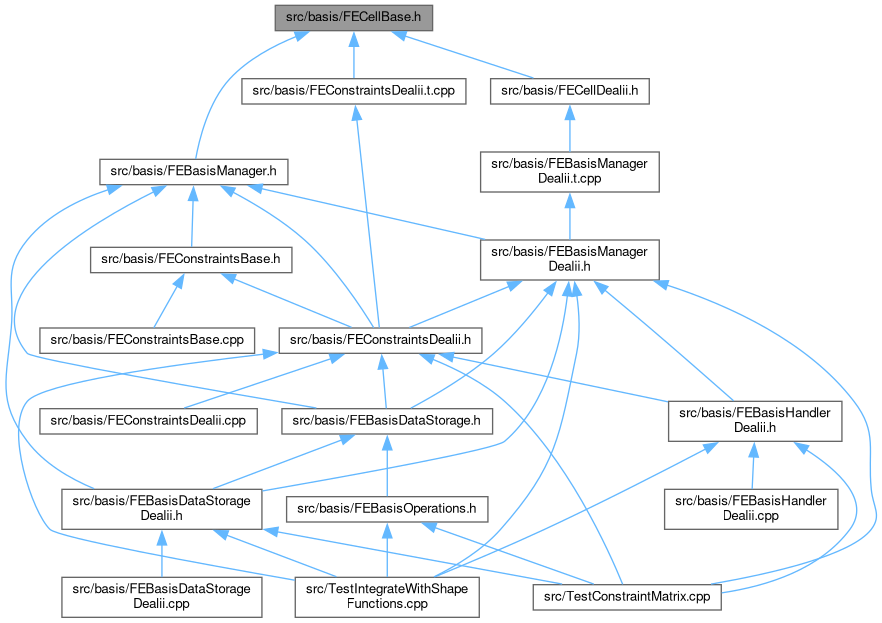 src/basis/FECellBase.h
src/basis/FEConstraintsDealii.t.cpp
src/basis/FECellDealii.h
src/basis/FEBasisManager.h
src/basis/FEBasisManager
Dealii.t.cpp
src/basis/FEConstraintsBase.h
src/basis/FEBasisManager
Dealii.h
src/basis/FEConstraintsBase.cpp
src/basis/FEConstraintsDealii.h
src/basis/FEConstraintsDealii.cpp
src/basis/FEBasisDataStorage.h
src/basis/FEBasisHandler
Dealii.h
src/basis/FEBasisDataStorage
Dealii.h
src/basis/FEBasisOperations.h
src/basis/FEBasisHandler
Dealii.cpp
src/basis/FEBasisDataStorage
Dealii.cpp
src/TestIntegrateWithShape
Functions.cpp
src/TestConstraintMatrix.cpp